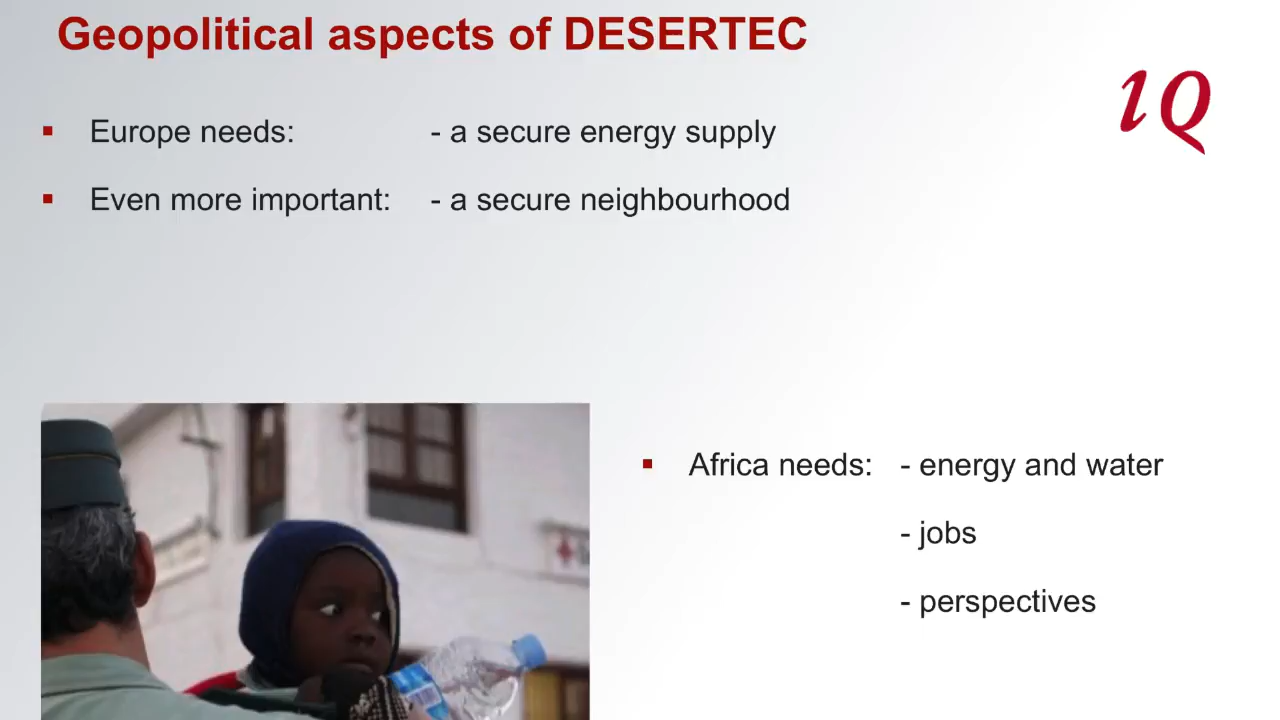 Geopolitical aspects of DESERTEC
IQ
Europe needs: - a secure energy supply
Even more important: - a secure neighbourhood
Africa needs: - energy and water
- jobs
- perspectives